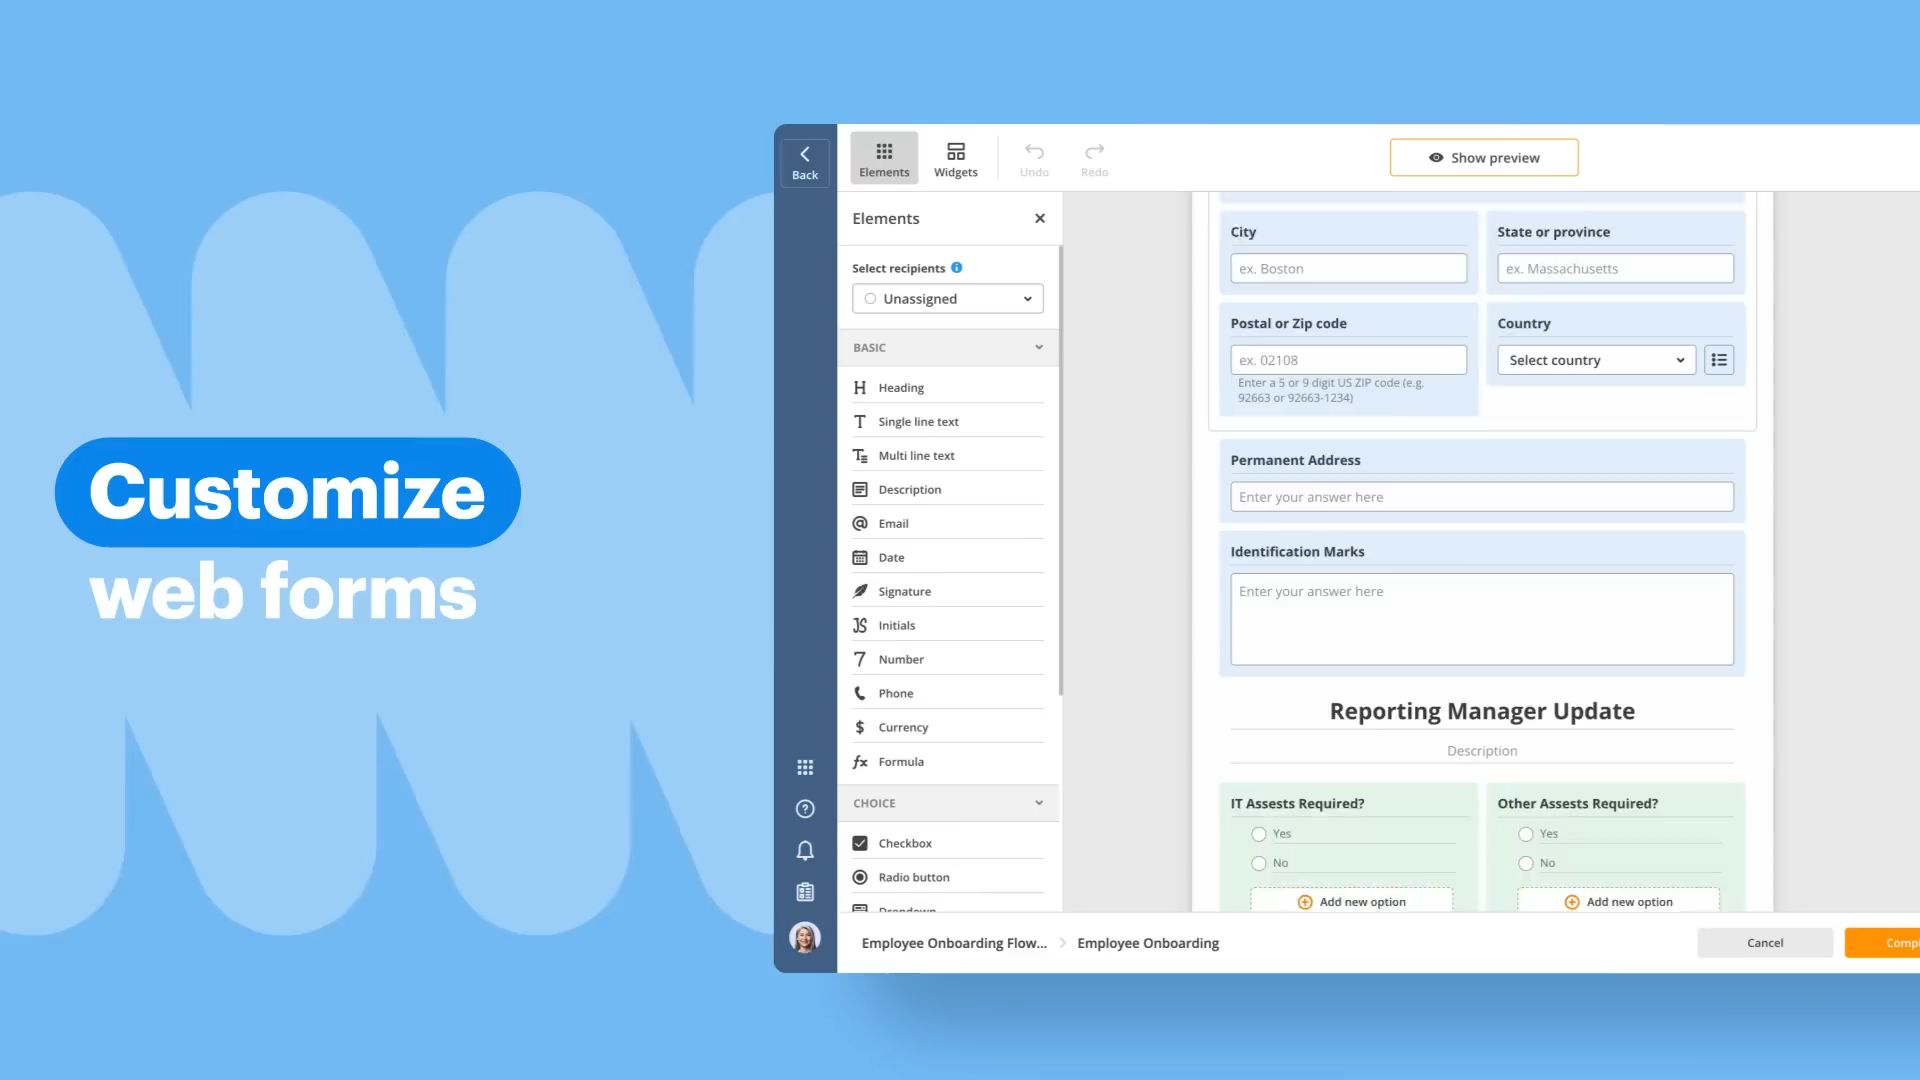 Customize
web forms
Back
Elements
Widgets
Undo
Redo
Show preview
Elements
Select recipients
Unassigned
BASIC
Heading
Single line text
Multi line text
Description
Email
Date
Signature
Initials
Number
Phone
Currency
Formula
CHOICE
Checkbox
Radio button
Dropdown
City
ex. Boston
State or province
ex. Massachusetts
Postal or Zip code
ex. 02108
Enter a 5 or 9 digit US ZIP code (e.g.
92663 or 92663-1234)
Country
Select country
Permanent Address
Enter your answer here
Identification Marks
Enter your answer here
Reporting Manager Update
Description
IT Assests Required?
Yes
No
Add new option
Other Assests Required?
Yes
No
Add new option
Employee Onboarding Flow... Employee Onboarding
Cancel